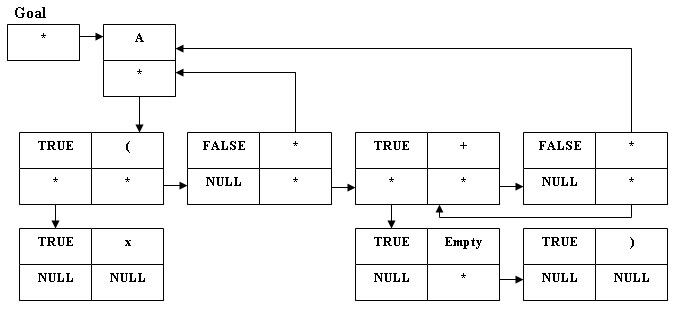 Goal
* A
*
TRUE ( FALSE * TRUE + FALSE *
* * NULL * * * NULL *
TRUE x TRUE Empty TRUE )
NULL NULL NULL * NULL NULL